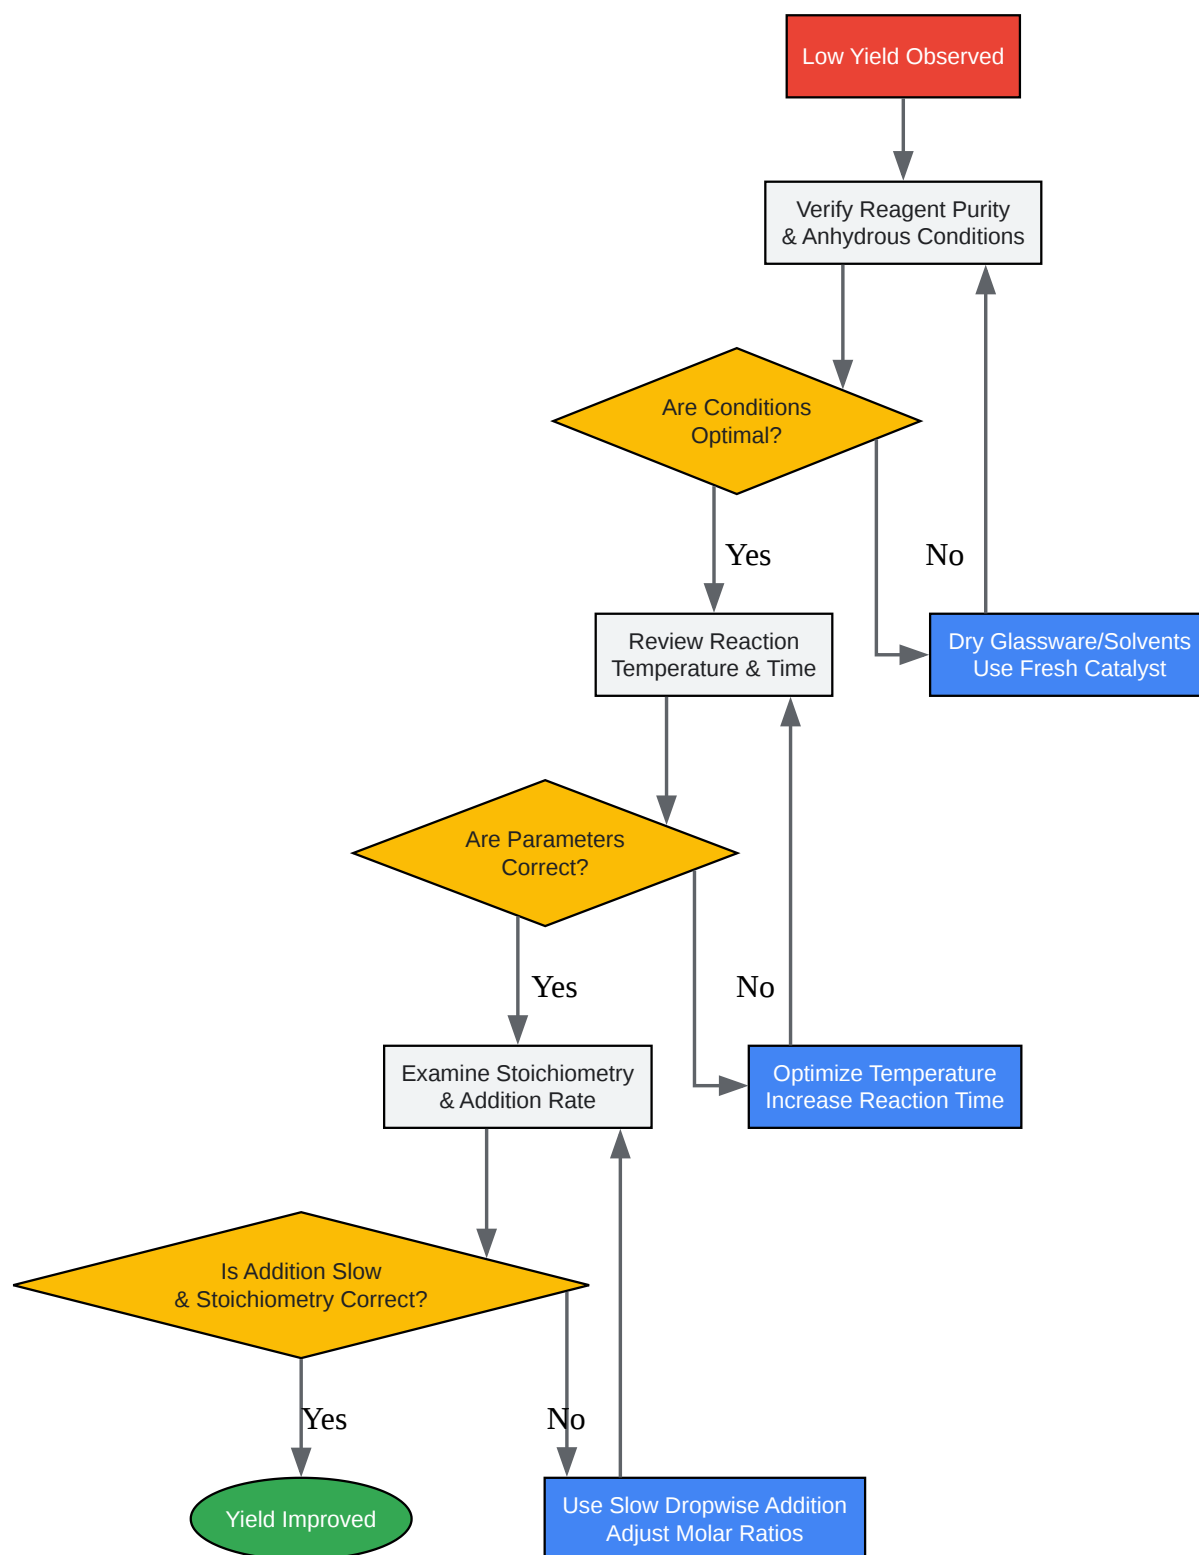 Low Yield Observed
Verify Reagent Purity
& Anhydrous Conditions
Are Conditions
Optimal?
Yes
No
Review Reaction
Temperature & Time
Dry Glassware/Solvents
Use Fresh Catalyst
Are Parameters
Correct?
Yes
No
Examine Stoichiometry
& Addition Rate
Optimize Temperature
Increase Reaction Time
Is Addition Slow
& Stoichiometry Correct?
Yes
No
Yield Improved
Use Slow Dropwise Addition
Adjust Molar Ratios